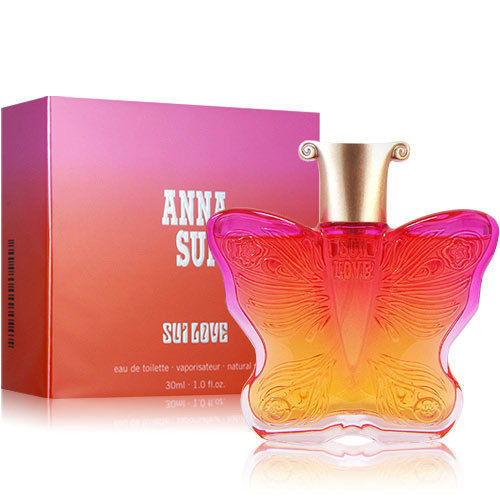 ANNA
SUI
SUI LOVE
eau de toilette · vaporisateur · natural
30ml · 1.0 fl.oz.
SUI
LOVE